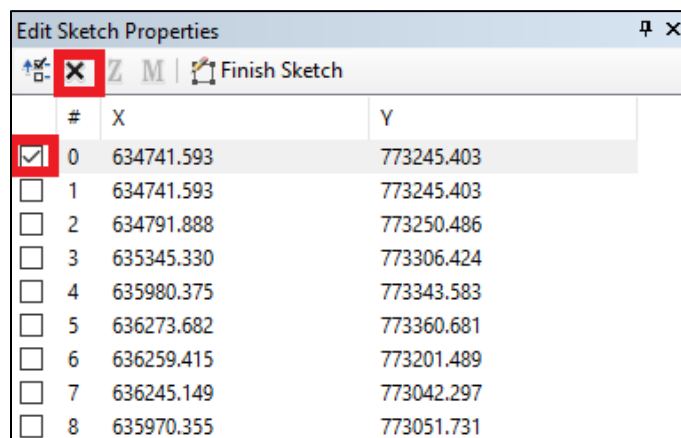 Edit Sketch Properties
Z M Finish Sketch
# X Y
0 634741.593 773245.403
1 634741.593 773245.403
2 634791.888 773250.486
3 635345.330 773306.424
4 635980.375 773343.583
5 636273.682 773360.681
6 636259.415 773201.489
7 636245.149 773042.297
8 635970.355 773051.731